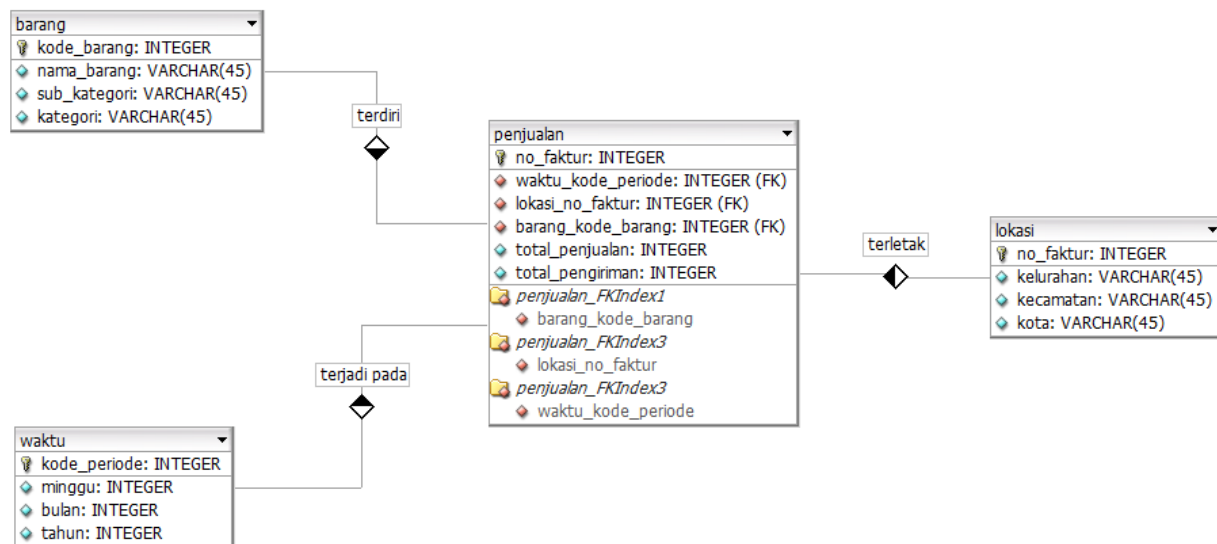 barang
kode_barang: INTEGER
nama_barang: VARCHAR(45)
sub_kategori: VARCHAR(45)
kategori: VARCHAR(45)
terdiri
penjualan
no_faktur: INTEGER
waktu_kode_periode: INTEGER (FK)
lokasi_no_faktur: INTEGER (FK)
barang_kode_barang: INTEGER (FK)
total_penjualan: INTEGER
total_pengiriman: INTEGER
penjualan_FKIndex1
barang_kode_barang
penjualan_FKIndex3
lokasi_no_faktur
penjualan_FKIndex3
waktu_kode_periode
terletak
lokasi
no_faktur: INTEGER
kelurahan: VARCHAR(45)
kecamatan: VARCHAR(45)
kota: VARCHAR(45)
terjadi pada
waktu
kode_periode: INTEGER
minggu: INTEGER
bulan: INTEGER
tahun: INTEGER